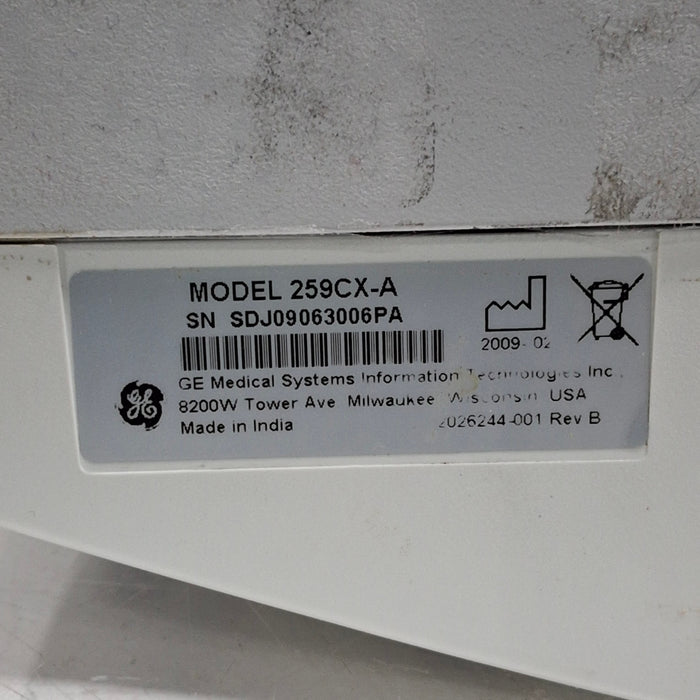 MODEL 259CX-A
SN SDJ09063006PA
2009-02
GE Medical Systems Information Technologies Inc.,
8200W Tower Ave Milwaukee Wisconsin USA
Made in India
2026244-001 Rev B
GE